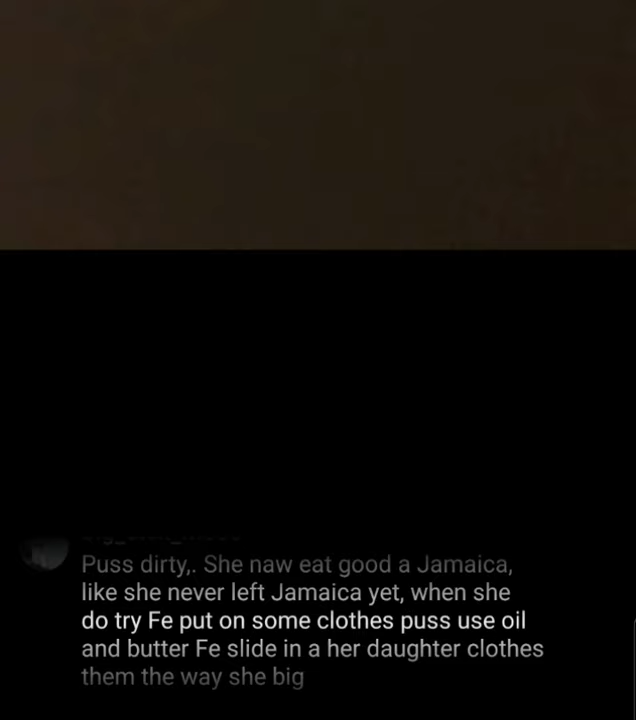 Puss dirty,. She naw eat good a Jamaica,
like she never left Jamaica yet, when she
do try Fe put on some clothes puss use oil
and butter Fe slide in a her daughter clothes
them the way she big